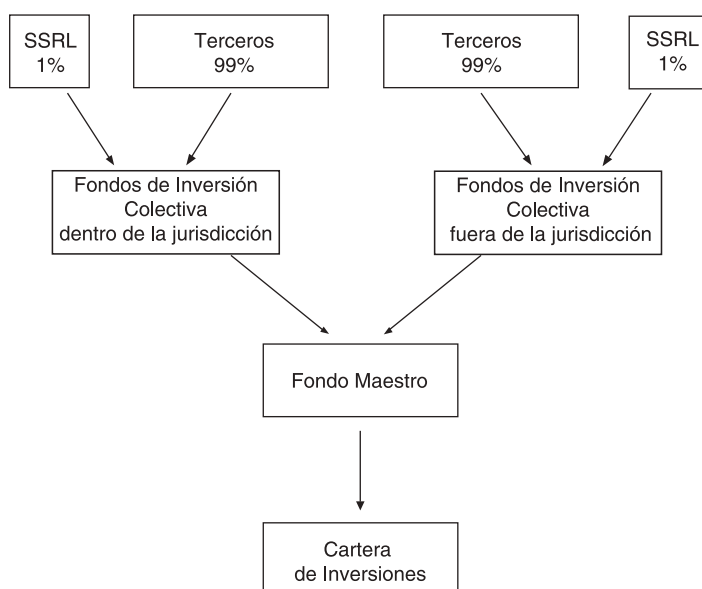 SSRL
1%
Terceros
99%
Terceros
99%
SSRL
1%
Fondos de Inversión
Colectiva
dentro de la jurisdicción
Fondos de Inversión
Colectiva
fuera de la jurisdicción
Fondo Maestro
Cartera
de Inversiones